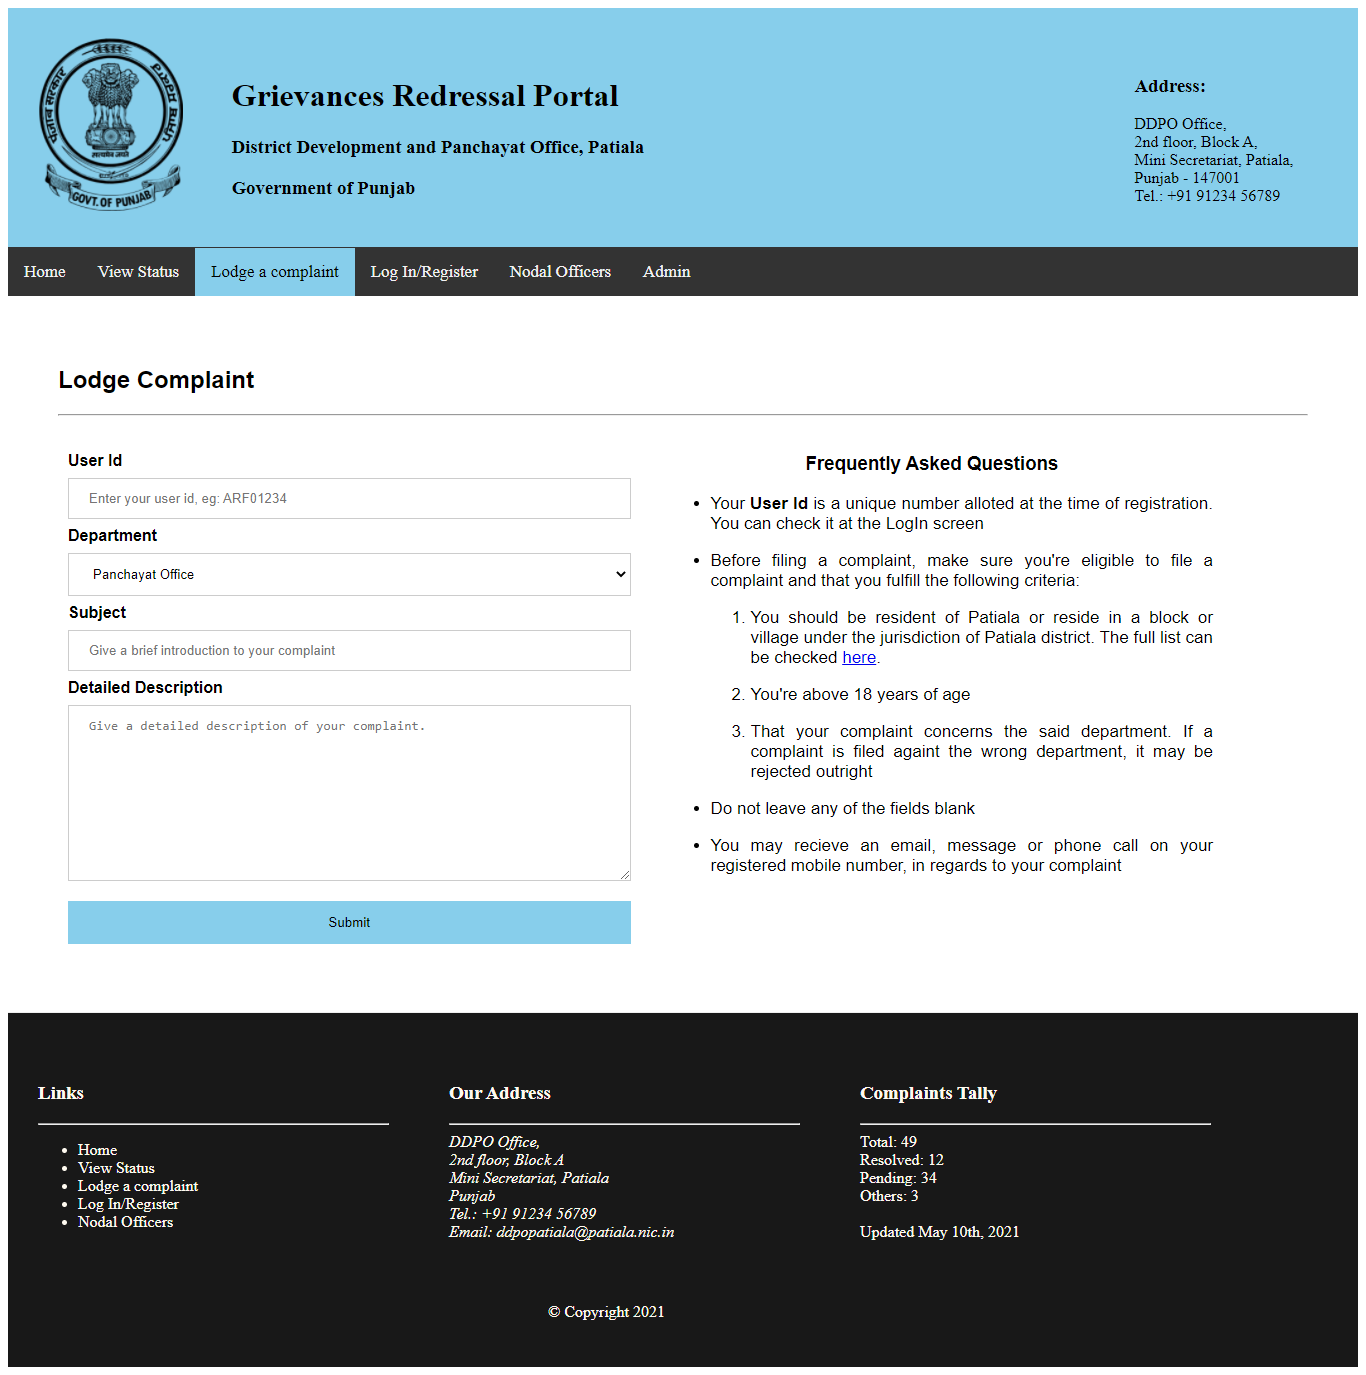 ਪੰਜਾਬ ਸਰਕਾਰ
सत्यमेव जयते
GOVT. OF PUNJAB
Grievances Redressal Portal
District Development and Panchayat Office, Patiala
Government of Punjab
Address:
DDPO Office,
2nd floor, Block A,
Mini Secretariat, Patiala,
Punjab - 147001
Tel.: +91 91234 56789
Home View Status Lodge a complaint Log In/Register Nodal Officers Admin
Lodge Complaint
User Id
Enter your user id, eg: ARF01234
Department
Panchayat Office
Subject
Give a brief introduction to your complaint
Detailed Description
Give a detailed description of your complaint.
Submit
Frequently Asked Questions
• Your User Id is a unique number alloted at the time of registration.
You can check it at the LogIn screen
• Before filing a complaint, make sure you're eligible to file a
complaint and that you fulfill the following criteria:
1. You should be resident of Patiala or reside in a block or
village under the jurisdiction of Patiala district. The full list can
be checked here.
2. You're above 18 years of age
3. That your complaint concerns the said department. If a
complaint is filed againt the wrong department, it may be
rejected outright
• Do not leave any of the fields blank
• You may recieve an email, message or phone call on your
registered mobile number, in regards to your complaint
Links
• Home
• View Status
• Lodge a complaint
• Log In/Register
• Nodal Officers
Our Address
DDPO Office,
2nd floor, Block A
Mini Secretariat, Patiala
Punjab
Tel.: +91 91234 56789
Email: ddpopatiala@patiala.nic.in
Complaints Tally
Total: 49
Resolved: 12
Pending: 34
Others: 3
Updated May 10th, 2021
© Copyright 2021